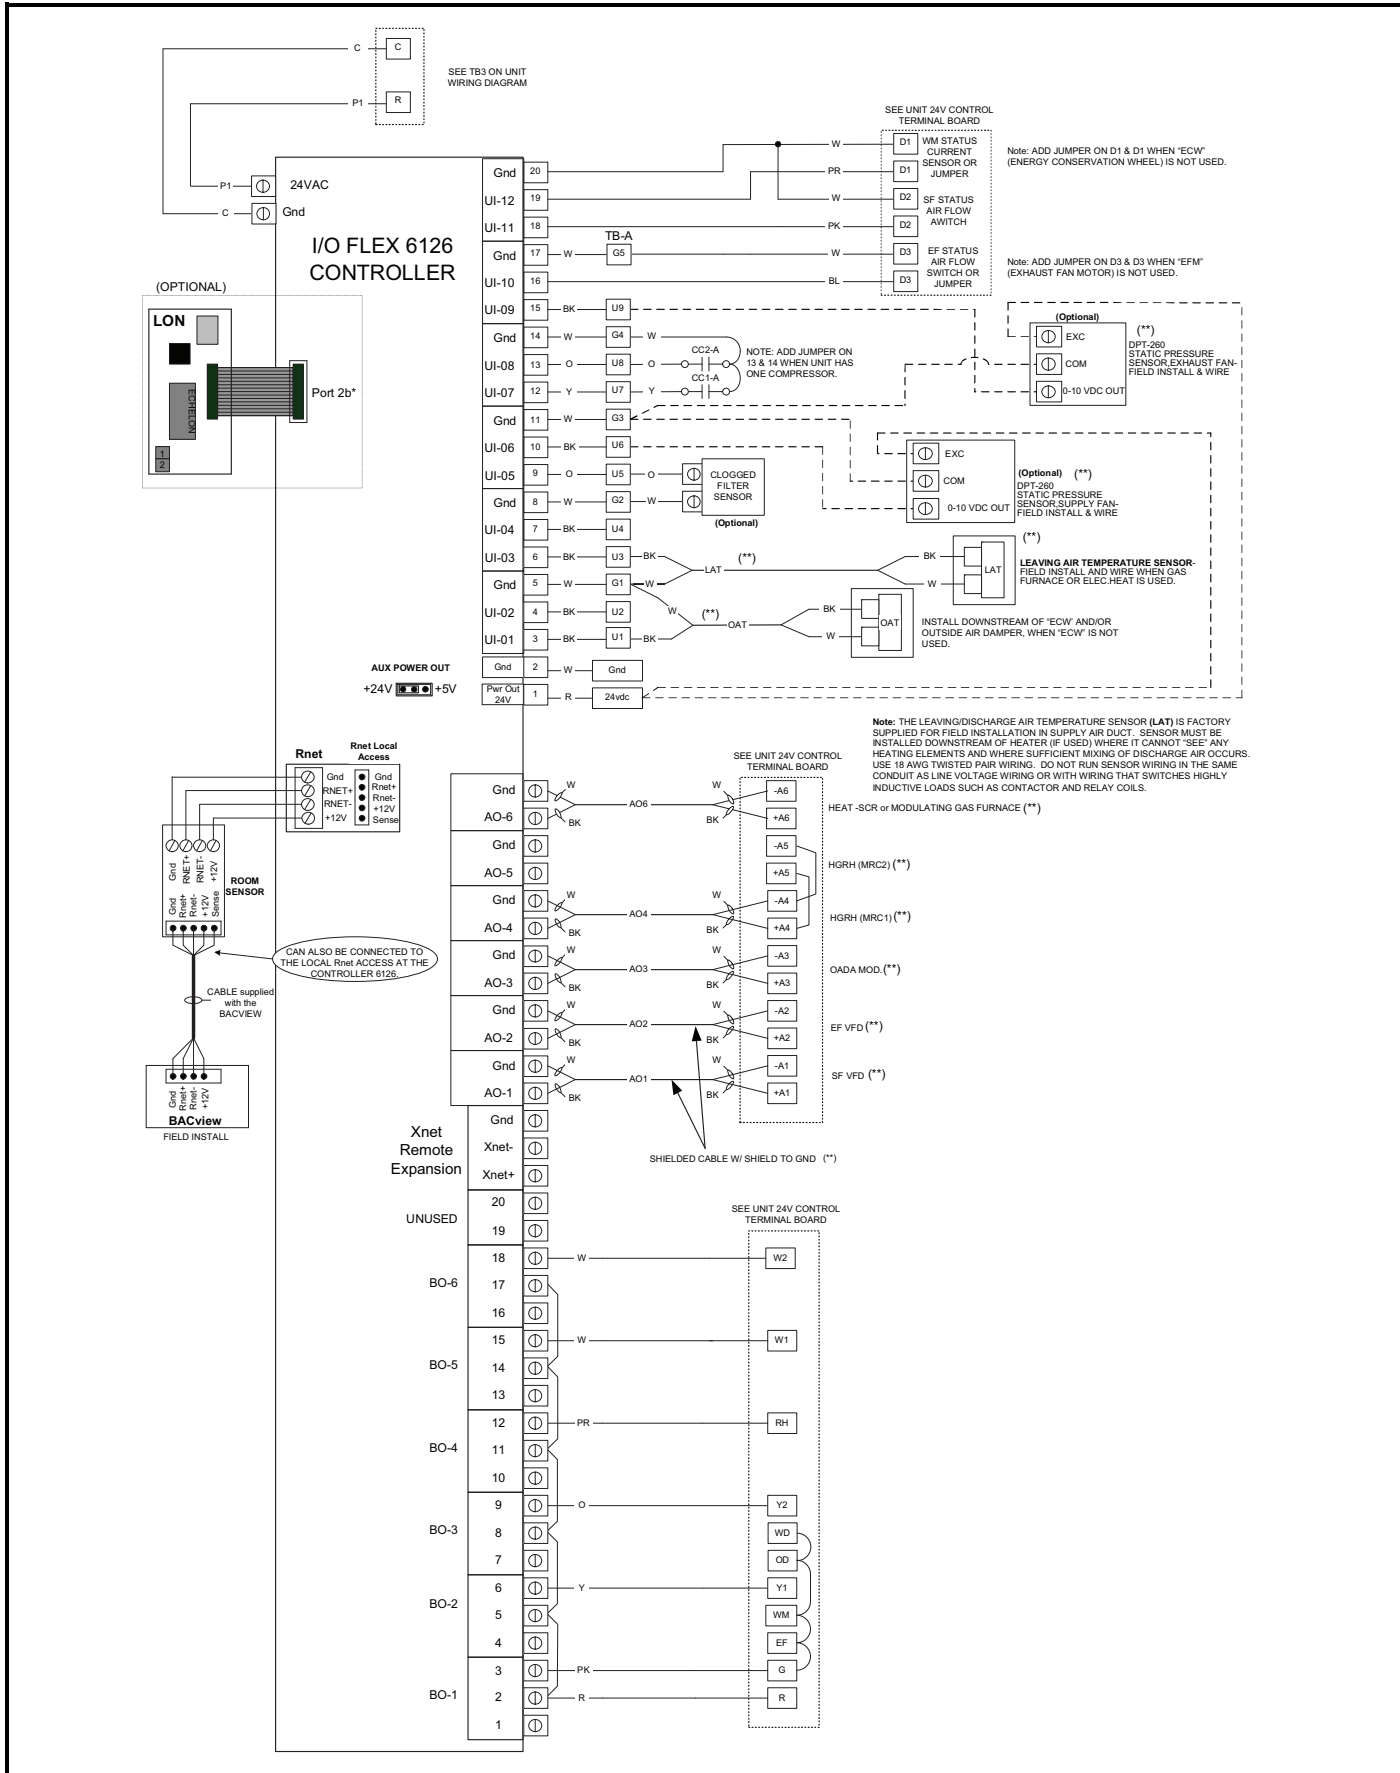 C
C
SEE TB3 ON UNIT
WIRING DIAGRAM
P1
R
SEE UNIT 24V CONTROL
TERMINAL BOARD
W
D1
WM STATUS
CURRENT
SENSOR OR
JUMPER
PR
D1
Note: ADD JUMPER ON D1 & D1 WHEN "ECW"
(ENERGY CONSERVATION WHEEL) IS NOT USED.
W
D2
SF STATUS
AIR FLOW
AWITCH
PK
D2
W
D3
EF STATUS
AIR FLOW
SWITCH OR
JUMPER
BL
D3
Note: ADD JUMPER ON D3 & D3 WHEN "EFM"
(EXHAUST FAN MOTOR) IS NOT USED.
P1
24VAC
C
Gnd
I/O FLEX 6126
CONTROLLER
(OPTIONAL)
LON
ECHELON
1
2
Port 2b*
Gnd 20
UI-12 19
UI-11 18
TB-A
Gnd 17 W G5
UI-10 16
UI-09 15 BK U9
Gnd 14 W G4 W
UI-08 13 O U8 O
CC2-A
UI-07 12 Y U7 Y
CC1-A
NOTE: ADD JUMPER ON
13 & 14 WHEN UNIT HAS
ONE COMPRESSOR.
Gnd 11 W G3
UI-06 10 BK U6
UI-05 9 O U5 O
Gnd 8 W G2 W
CLOGGED
FILTER
SENSOR
(Optional)
UI-04 7 BK U4
UI-03 6 BK U3 BK
Gnd 5 W G1 W
UI-02 4 BK U2 W
UI-01 3 BK U1 BK
Gnd 2 W Gnd
Pwr Out
24V
1 R 24vdc
(Optional)
EXC
COM
0-10 VDC OUT
(**)
DPT-260
STATIC PRESSURE
SENSOR,EXHAUST FAN-
FIELD INSTALL & WIRE
EXC
COM
0-10 VDC OUT
(Optional) (**)
DPT-260
STATIC PRESSURE
SENSOR,SUPPLY FAN-
FIELD INSTALL & WIRE
LAT
(**)
BK
W
LAT
(**)
LEAVING AIR TEMPERATURE SENSOR-
FIELD INSTALL AND WIRE WHEN GAS
FURNACE OR ELEC.HEAT IS USED.
(**)
OAT
BK
W
OAT
INSTALL DOWNSTREAM OF "ECW' AND/OR
OUTSIDE AIR DAMPER, WHEN "ECW" IS NOT
USED.
AUX POWER OUT
+24V +5V
Note: THE LEAVING/DISCHARGE AIR TEMPERATURE SENSOR (LAT) IS FACTORY
SUPPLIED FOR FIELD INSTALLATION IN SUPPLY AIR DUCT. SENSOR MUST BE
INSTALLED DOWNSTREAM OF HEATER (IF USED) WHERE IT CANNOT "SEE" ANY
HEATING ELEMENTS AND WHERE SUFFICIENT MIXING OF DISCHARGE AIR OCCURS.
USE 18 AWG TWISTED PAIR WIRING. DO NOT RUN SENSOR WIRING IN THE SAME
CONDUIT AS LINE VOLTAGE WIRING OR WITH WIRING THAT SWITCHES HIGHLY
INDUCTIVE LOADS SUCH AS CONTACTOR AND RELAY COILS.
Rnet
Rnet Local
Access
Gnd Gnd
RNET+ Rnet+
RNET- Rnet-
+12V +12V
Sense
Gnd
RNET+
RNET-
+12V
ROOM
SENSOR
Gnd
Rnet+
Rnet-
+12V
Sense
CAN ALSO BE CONNECTED TO
THE LOCAL Rnet ACCESS AT THE
CONTROLLER 6126.
CABLE supplied
with the
BACVIEW
Gnd
Rnet+
Rnet-
+12V
BACview
FIELD INSTALL
SEE UNIT 24V CONTROL
TERMINAL BOARD
Gnd W W -A6
AO6
AO-6 BK BK +A6
HEAT -SCR or MODULATING GAS FURNACE (**)
Gnd -A5
AO-5 +A5
HGRH (MRC2) (**)
Gnd W W -A4
AO4
AO-4 BK BK +A4
HGRH (MRC1) (**)
Gnd W W -A3
AO3
AO-3 BK BK +A3
OADA MOD. (**)
Gnd W W -A2
AO2
AO-2 BK BK +A2
EF VFD (**)
Gnd W W -A1
AO1
AO-1 BK BK +A1
SF VFD (**)
SHIELDED CABLE W/ SHIELD TO GND (**)
Xnet
Remote
Expansion
Gnd
Xnet-
Xnet+
UNUSED
20
19
SEE UNIT 24V CONTROL
TERMINAL BOARD
18 W W2
BO-6
17
16
15 W W1
BO-5
14
13
12 PR RH
BO-4
11
10
9 O Y2
BO-3
8 WD
7 OD
6 Y Y1
BO-2
5 WM
4 EF
3 PK G
BO-1
2 R R
1